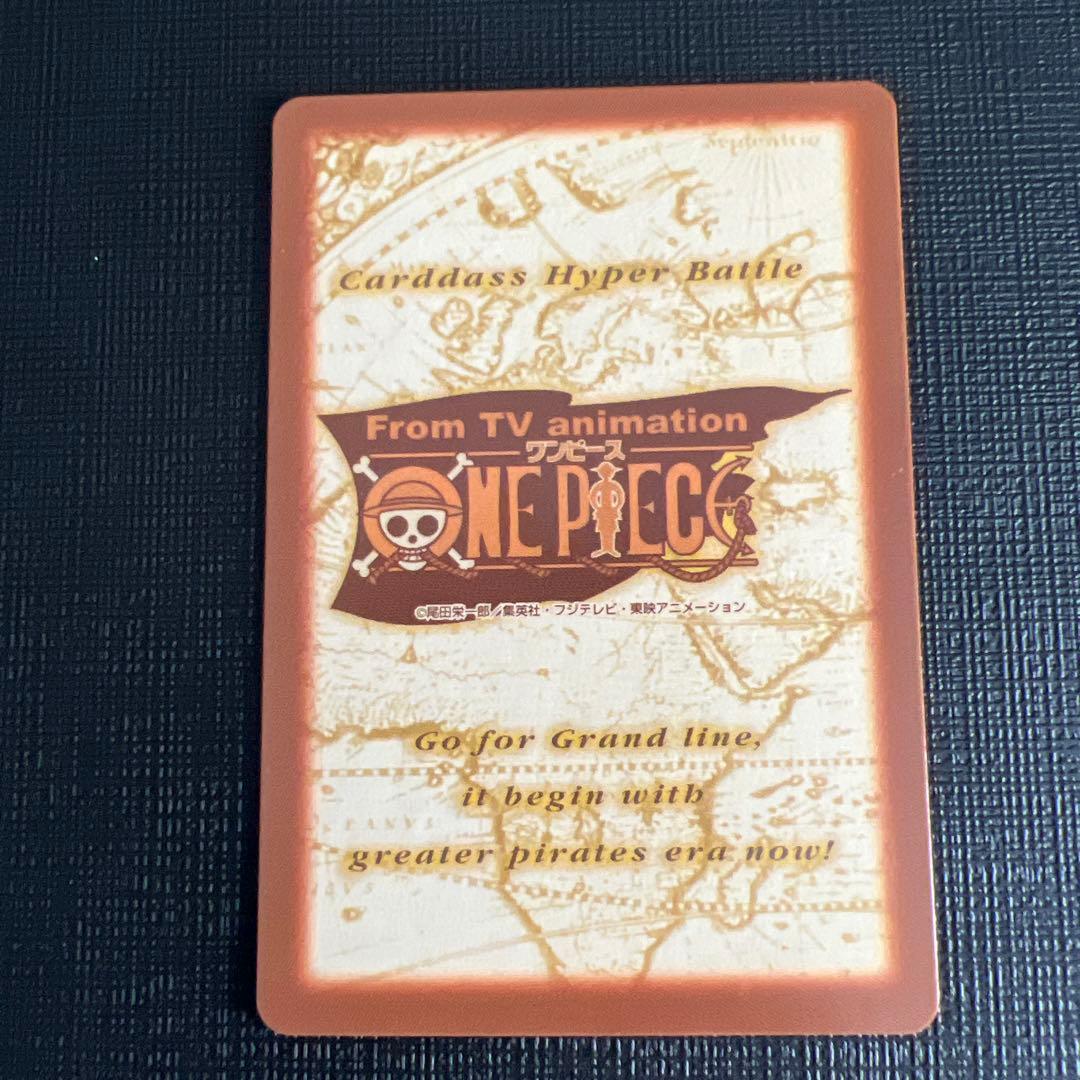 Septentrio
Carddass Hyper Battle
From TV animation
ワンピース
ONE PIECE
©尾田栄一郎／集英社・フジテレビ・東映アニメーション
Go for Grand line,
it begin with
greater pirates era now!